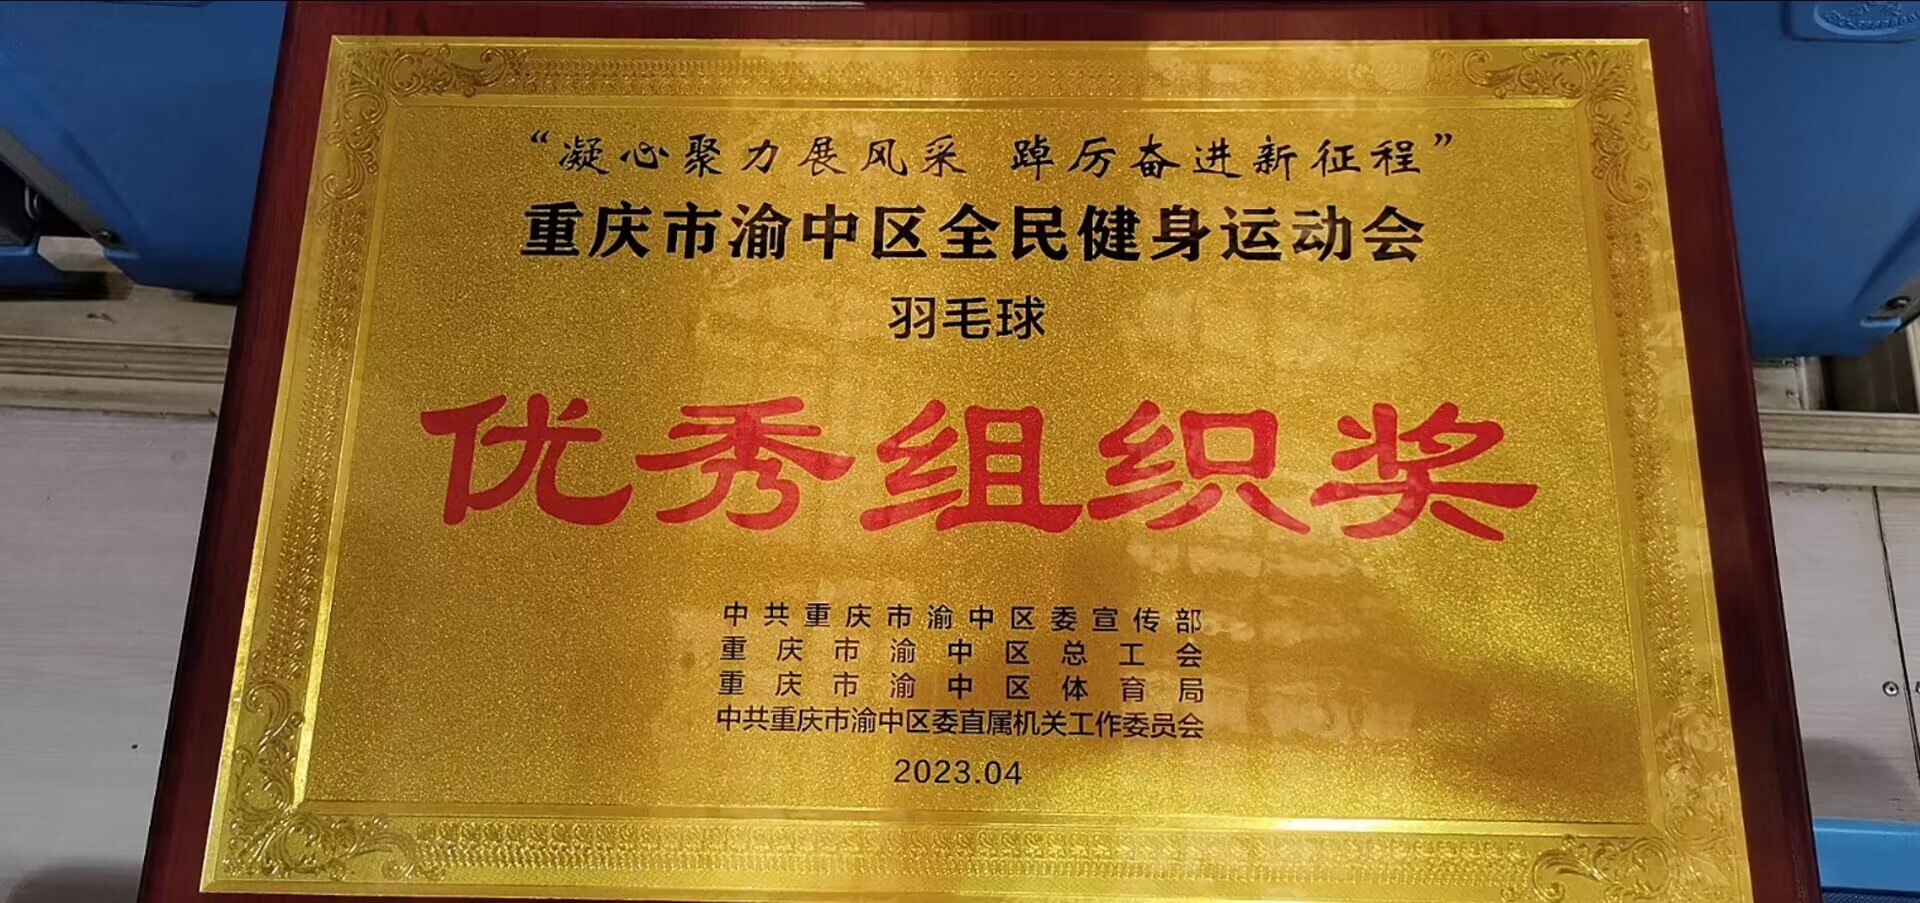 “凝心聚力展风采 踔厉奋进新征程”
重庆市渝中区全民健身运动会
羽毛球
优秀组织奖
中共重庆市渝中区委宣传部
重庆市渝中区总工会
重庆市渝中区体育局
中共重庆市渝中区委直属机关工作委员会
2023.04